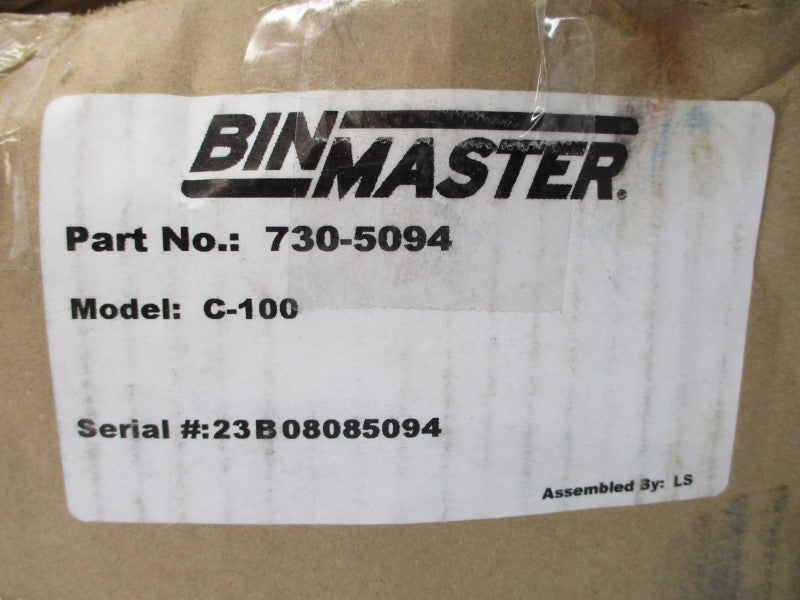 BINMASTER®
Part No.: 730-5094
Model: C-100
Serial #:23B08085094
Assembled By: LS